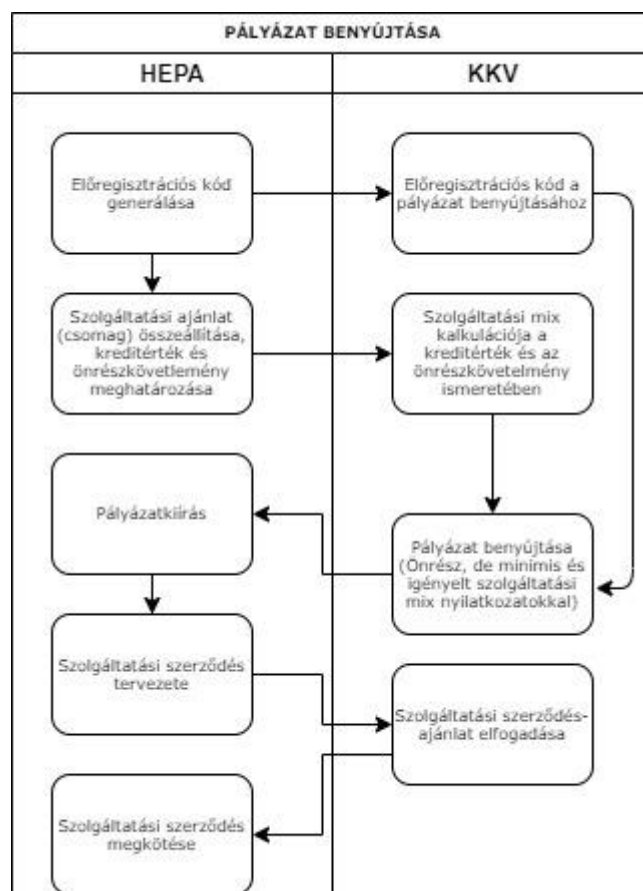 PÁLYÁZAT BENYÚJTÁSA
HEPA
KKV
Előregisztrációs kód
generálása
Előregisztrációs kód a
pályázat benyújtásához
Szolgáltatási ajánlat
(csomag) összeállítása,
kreditérték és
önrészkövetlemény
meghatározása
Szolgáltatási mix
kalkulációja a
kreditérték és az
önrészkövetelmény
ismeretében
Pályázatkiírás
Pályázat benyújtása
(Önrész, de minimis és
igényelt szolgáltatási
mix nyilatkozatokkal)
Szolgáltatási szerződés
tervezete
Szolgáltatási szerződés-
ajánlat elfogadása
Szolgáltatási szerződés
megkötése